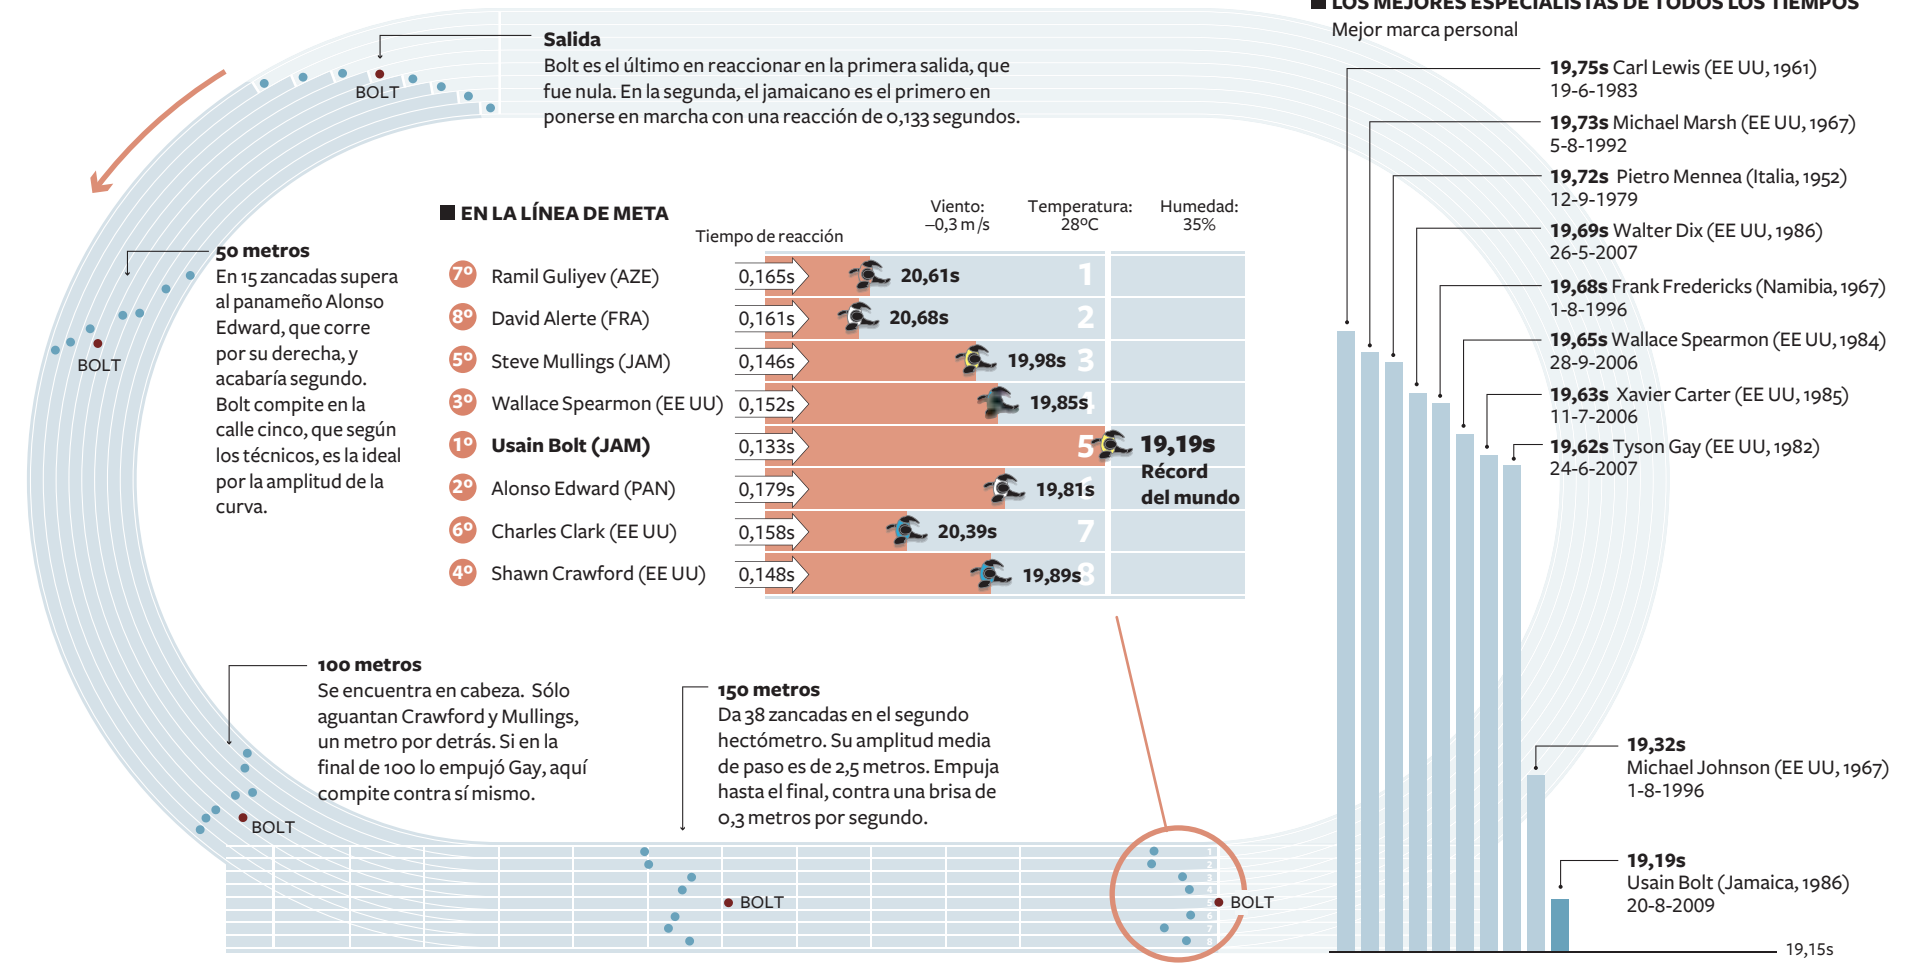 LOS MEJORES ESPECIALISTAS DE TODOS LOS TIEMPOS
Mejor marca personal
Salida
Bolt es el último en reaccionar en la primera salida, que
fue nula. En la segunda, el jamaicano es el primero en
ponerse en marcha con una reacción de 0,133 segundos.
BOLT
50 metros
En 15 zancadas supera
al panameño Alonso
Edward, que corre
por su derecha, y
acabaría segundo.
Bolt compite en la
calle cinco, que según
los técnicos, es la ideal
por la amplitud de la
curva.
BOLT
EN LA LÍNEA DE META
Viento:
–0,3 m/s
Temperatura:
28ºC
Humedad:
35%
Tiempo de reacción
7º Ramil Guliyev (AZE) 0,165s 20,61s 1
8º David Alerte (FRA) 0,161s 20,68s 2
5º Steve Mullings (JAM) 0,146s 19,98s 3
3º Wallace Spearmon (EE UU) 0,152s 19,85s 4
1º Usain Bolt (JAM) 0,133s 5 19,19s
Récord
del mundo
2º Alonso Edward (PAN) 0,179s 19,81s 6
6º Charles Clark (EE UU) 0,158s 20,39s 7
4º Shawn Crawford (EE UU) 0,148s 19,89s 8
100 metros
Se encuentra en cabeza. Sólo
aguantan Crawford y Mullings,
un metro por detrás. Si en la
final de 100 lo empujó Gay, aquí
compite contra sí mismo.
BOLT
150 metros
Da 38 zancadas en el segundo
hectómetro. Su amplitud media
de paso es de 2,5 metros. Empuja
hasta el final, contra una brisa de
0,3 metros por segundo.
BOLT
1
2
3
4
5
6
7
8
BOLT
19,75s Carl Lewis (EE UU, 1961)
19-6-1983
19,73s Michael Marsh (EE UU, 1967)
5-8-1992
19,72s Pietro Mennea (Italia, 1952)
12-9-1979
19,69s Walter Dix (EE UU, 1986)
26-5-2007
19,68s Frank Fredericks (Namibia, 1967)
1-8-1996
19,65s Wallace Spearmon (EE UU, 1984)
28-9-2006
19,63s Xavier Carter (EE UU, 1985)
11-7-2006
19,62s Tyson Gay (EE UU, 1982)
24-6-2007
19,32s
Michael Johnson (EE UU, 1967)
1-8-1996
19,19s
Usain Bolt (Jamaica, 1986)
20-8-2009
19,15s